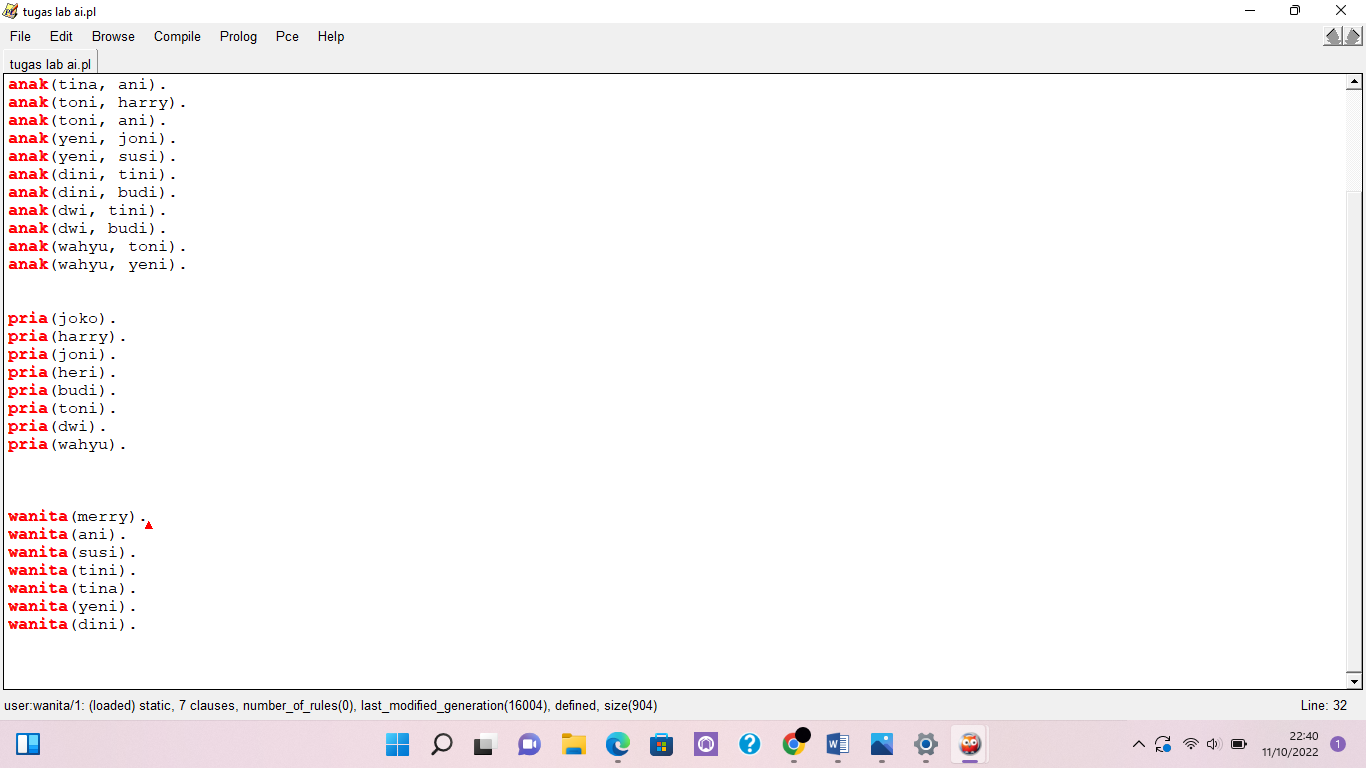 tugas lab ai.pl
File Edit Browse Compile Prolog Pce Help
tugas lab ai.pl
anak(tina, ani).
anak(toni, harry).
anak(toni, ani).
anak(yeni, joni).
anak(yeni, susi).
anak(dini, tini).
anak(dini, budi).
anak(dwi, tini).
anak(dwi, budi).
anak(wahyu, toni).
anak(wahyu, yeni).
pria(joko).
pria(harry).
pria(joni).
pria(heri).
pria(budi).
pria(toni).
pria(dwi).
pria(wahyu).
wanita(merry).
wanita(ani).
wanita(susi).
wanita(tini).
wanita(tina).
wanita(yeni).
wanita(dini).
user:wanita/1: (loaded) static, 7 clauses, number_of_rules(0), last_modified_generation(16004), defined, size(904) Line: 32
22:40
11/10/2022
1